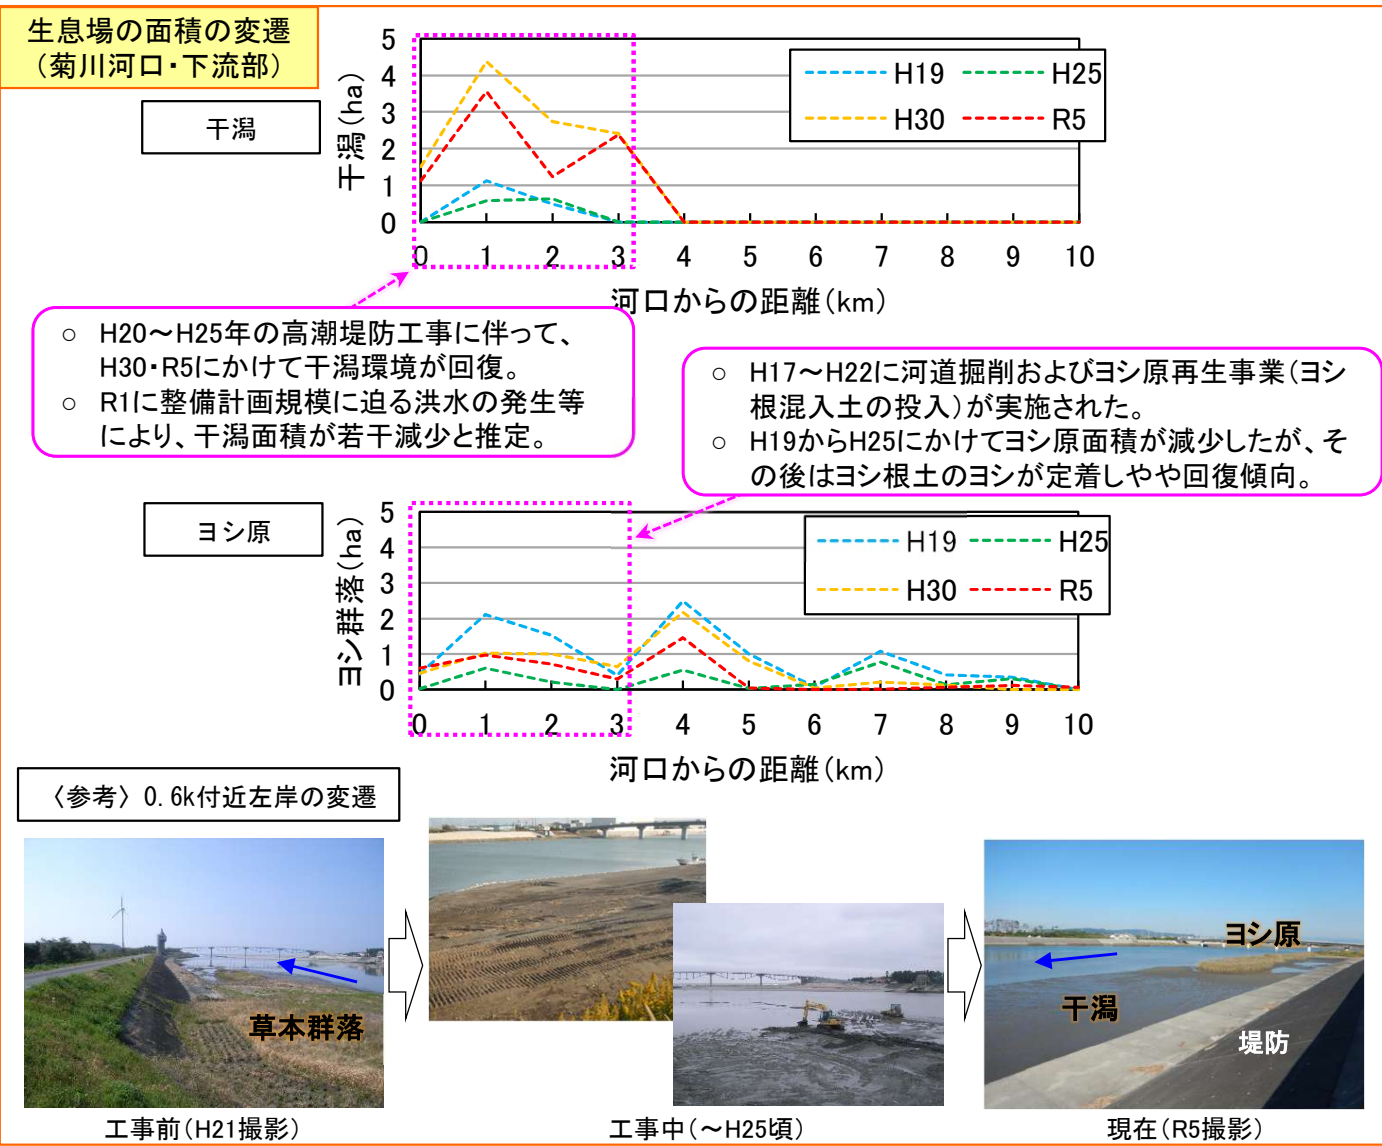 生息場の面積の変遷
（菊川河口・下流部）
干潟
干潟(ha)
5
4
3
2
1
0
H19
H25
H30
R5
0 1 2 3 4 5 6 7 8 9 10
河口からの距離(km)
○ H20～H25年の高潮堤防工事に伴って、
H30・R5にかけて干潟環境が回復。
○ R1に整備計画規模に迫る洪水の発生等
により、干潟面積が若干減少と推定。
○ H17～H22に河道掘削およびヨシ原再生事業(ヨシ
根混入土の投入)が実施された。
○ H19からH25にかけてヨシ原面積が減少したが、そ
の後はヨシ根土のヨシが定着しやや回復傾向。
ヨシ原
ヨシ群落(ha)
5
4
3
2
1
0
H19
H25
H30
R5
0 1 2 3 4 5 6 7 8 9 10
河口からの距離(km)
〈参考〉0.6k付近左岸の変遷
草本群落
ヨシ原
干潟
堤防
工事前(H21撮影)
工事中(～H25頃)
現在(R5撮影)